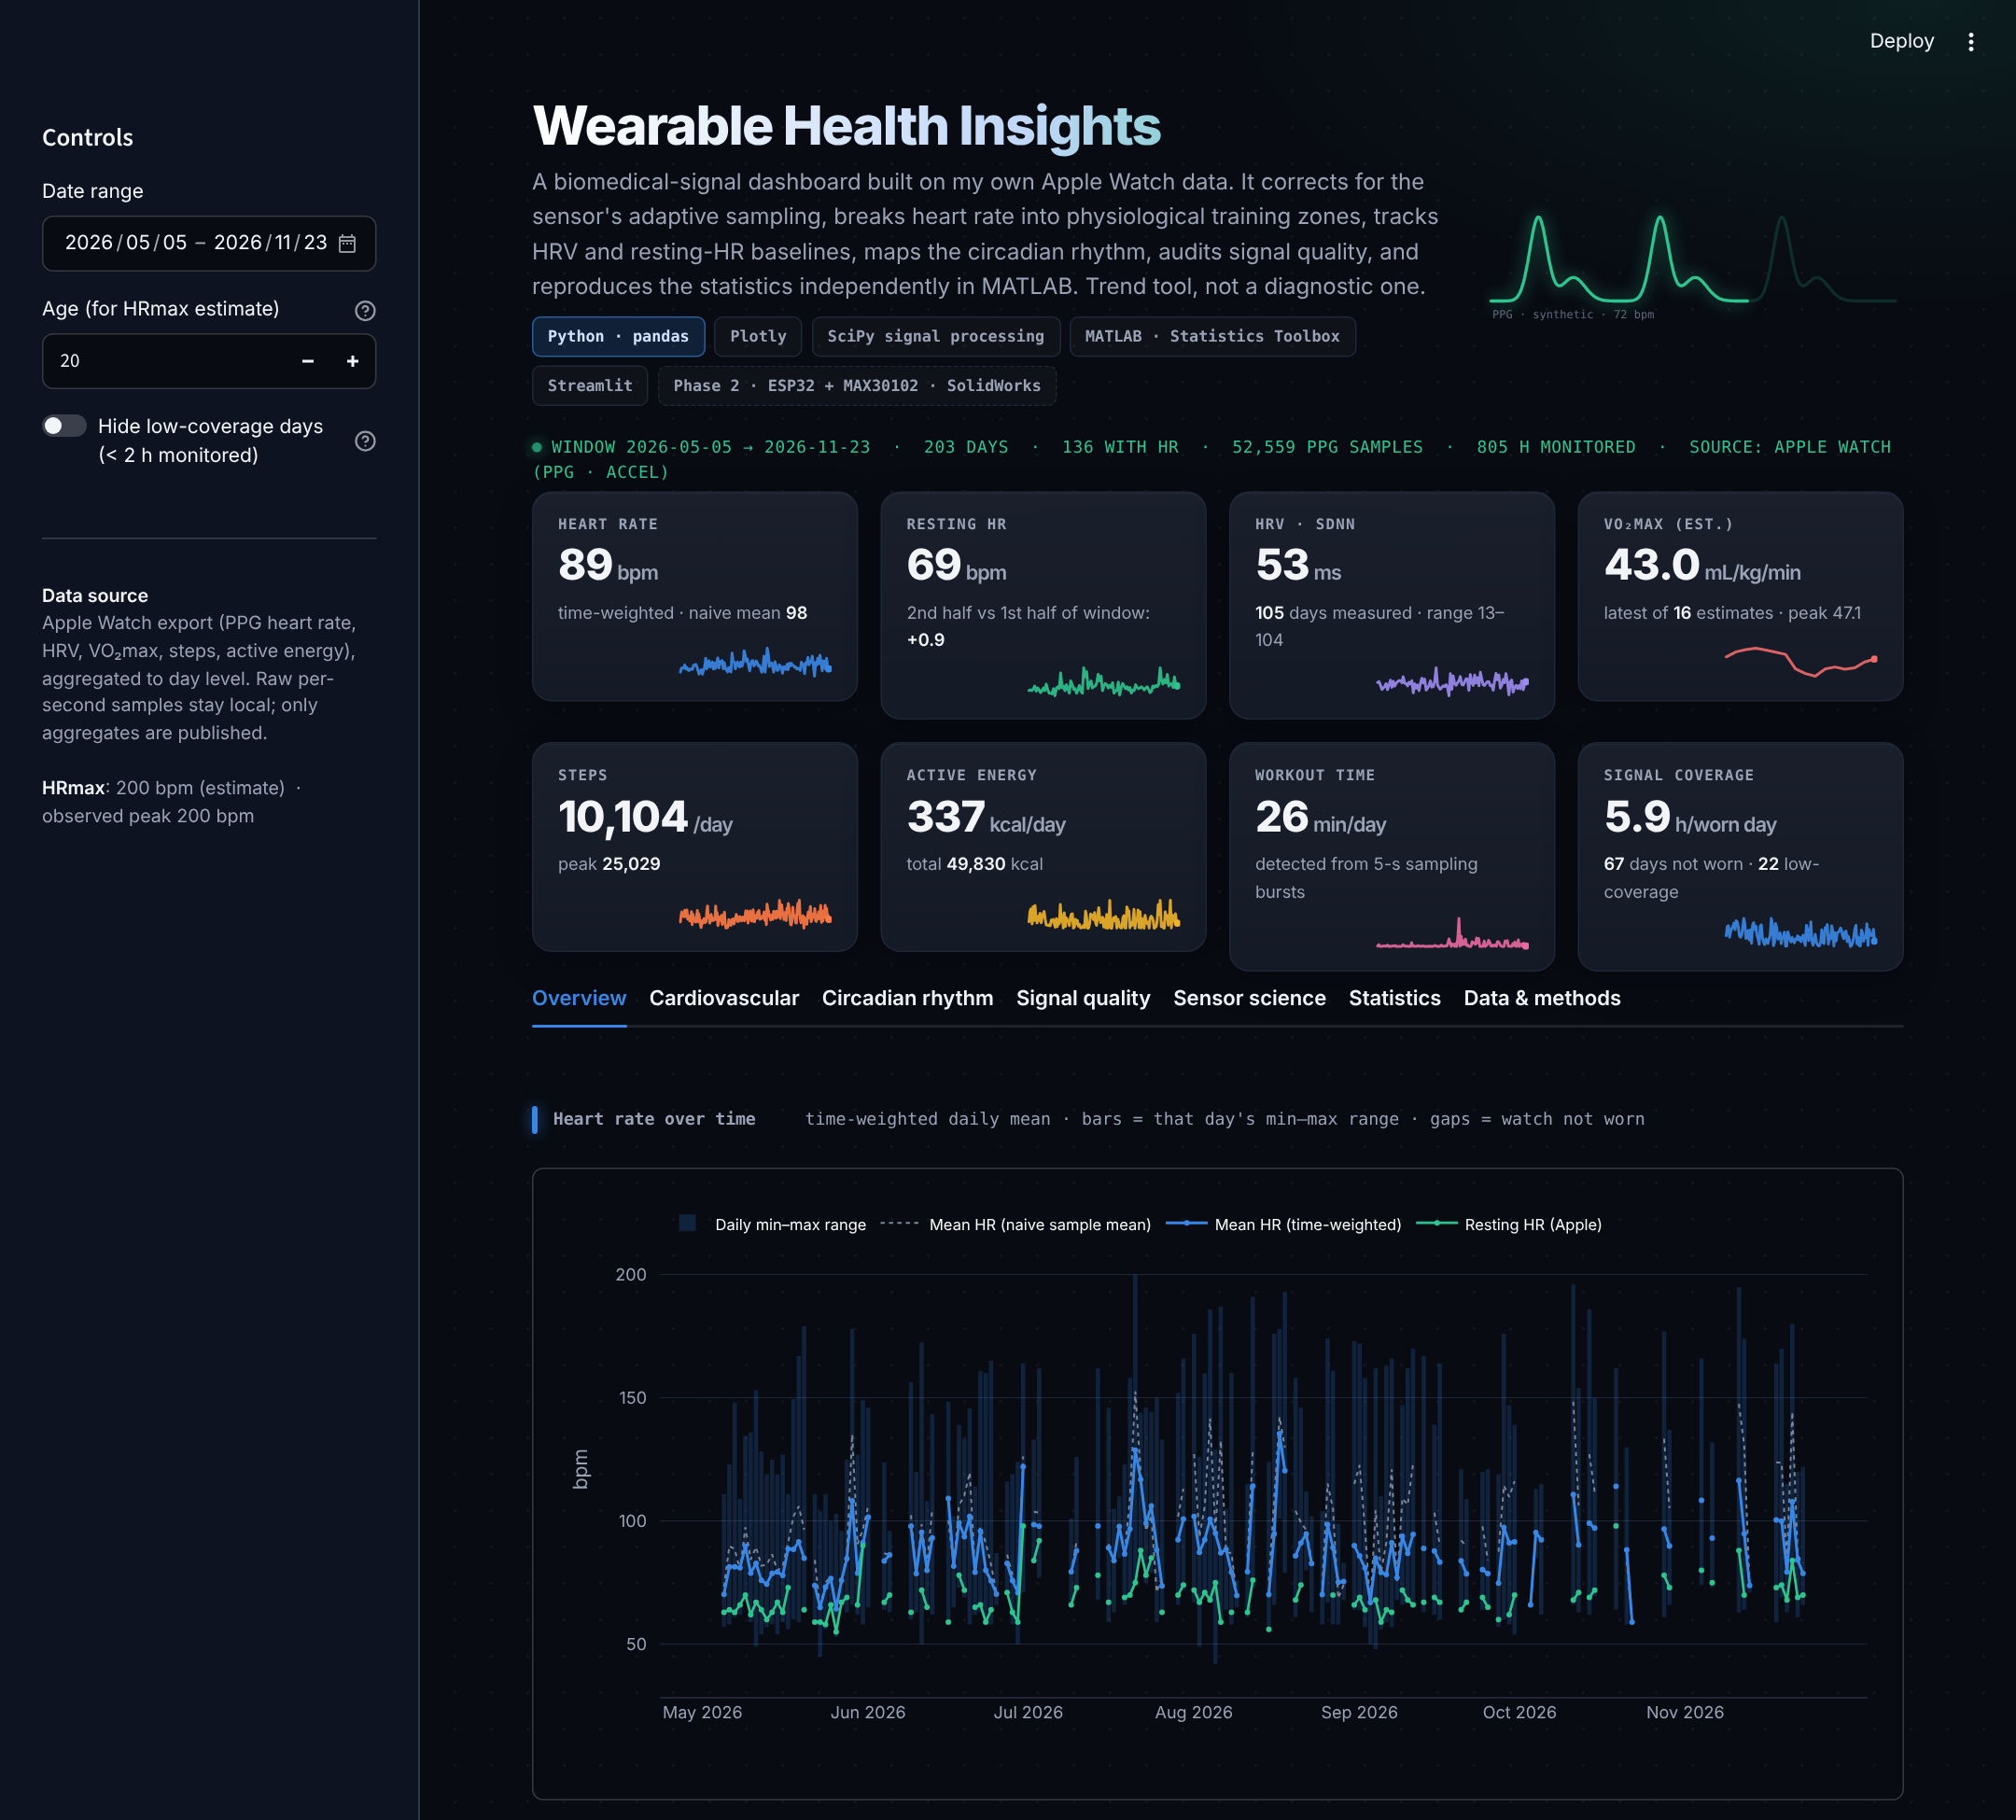 Deploy
Controls
Date range
2026/05/05 – 2026/11/23
Age (for HRmax estimate)
20
Hide low-coverage days
(< 2 h monitored)
Data source
Apple Watch export (PPG heart rate,
HRV, VO₂max, steps, active energy),
aggregated to day level. Raw per-
second samples stay local; only
aggregates are published.
HRmax: 200 bpm (estimate) ·
observed peak 200 bpm
Wearable Health Insights
A biomedical-signal dashboard built on my own Apple Watch data. It corrects for the
sensor's adaptive sampling, breaks heart rate into physiological training zones, tracks
HRV and resting-HR baselines, maps the circadian rhythm, audits signal quality, and
reproduces the statistics independently in MATLAB. Trend tool, not a diagnostic one.
PPG · synthetic · 72 bpm
Python · pandas
Plotly
SciPy signal processing
MATLAB · Statistics Toolbox
Streamlit
Phase 2 · ESP32 + MAX30102 · SolidWorks
WINDOW 2026-05-05 → 2026-11-23 · 203 DAYS · 136 WITH HR · 52,559 PPG SAMPLES · 805 H MONITORED · SOURCE: APPLE WATCH
(PPG · ACCEL)
HEART RATE
89 bpm
time-weighted · naive mean 98
RESTING HR
69 bpm
2nd half vs 1st half of window:
+0.9
HRV · SDNN
53 ms
105 days measured · range 13–
104
VO₂MAX (EST.)
43.0 mL/kg/min
latest of 16 estimates · peak 47.1
STEPS
10,104 /day
peak 25,029
ACTIVE ENERGY
337 kcal/day
total 49,830 kcal
WORKOUT TIME
26 min/day
detected from 5-s sampling
bursts
SIGNAL COVERAGE
5.9 h/worn day
67 days not worn · 22 low-
coverage
Overview
Cardiovascular
Circadian rhythm
Signal quality
Sensor science
Statistics
Data & methods
Heart rate over time
time-weighted daily mean · bars = that day's min–max range · gaps = watch not worn
Daily min–max range
Mean HR (naive sample mean)
Mean HR (time-weighted)
Resting HR (Apple)
200
150
100
50
bpm
May 2026
Jun 2026
Jul 2026
Aug 2026
Sep 2026
Oct 2026
Nov 2026